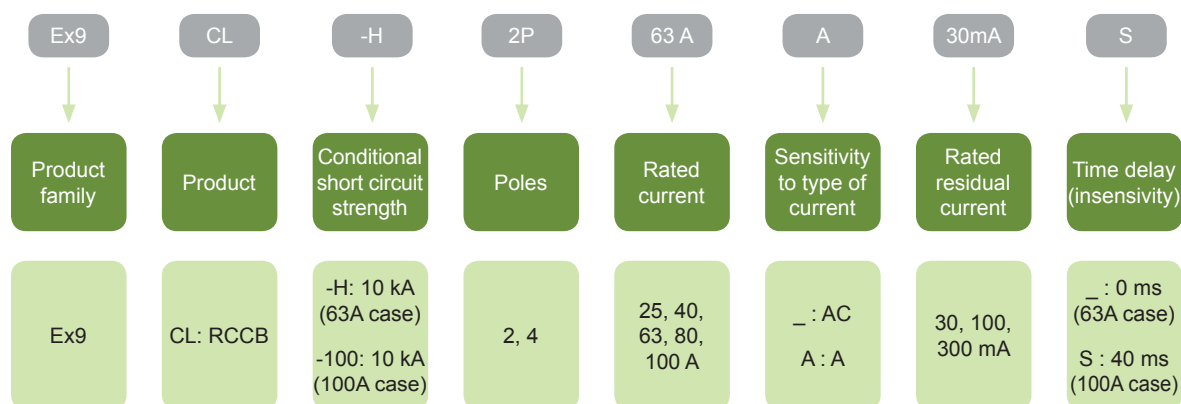 Ex9
CL
-H
2P
63 A
A
30mA
S
Product
family
Product
Conditional
short circuit
strength
Poles
Rated
current
Sensitivity
to type of
current
Rated
residual
current
Time delay
(insensivity)
Ex9
CL: RCCB
-H: 10 kA
(63A case)
-100: 10 kA
(100A case)
2, 4
25, 40,
63, 80,
100 A
_ : AC
A : A
30, 100,
300 mA
_ : 0 ms
(63A case)
S : 40 ms
(100A case)